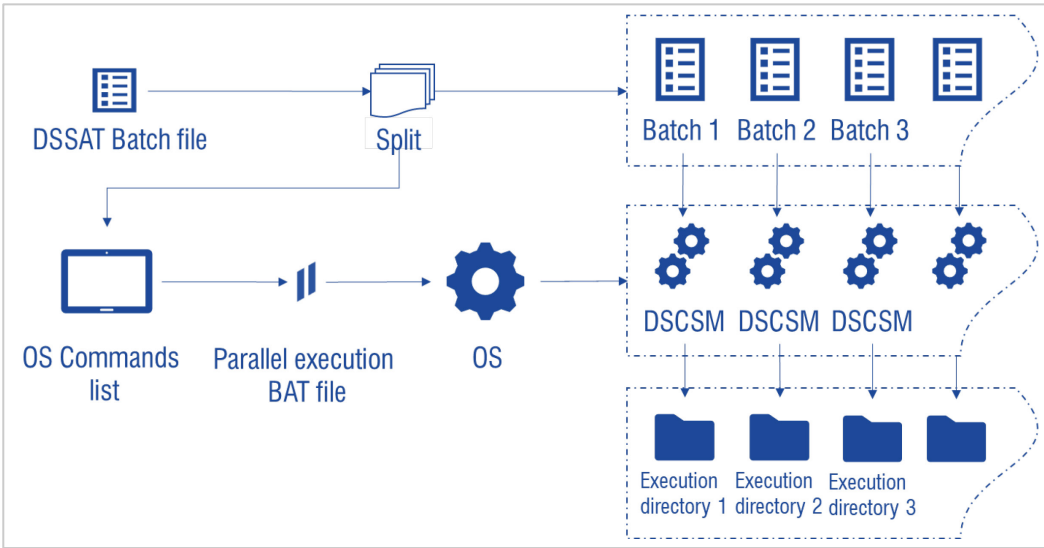 DSSAT Batch file
Split
Batch 1
Batch 2
Batch 3
OS Commands
list
Parallel execution
BAT file
OS
DSCSM
DSCSM
DSCSM
Execution
directory 1
Execution
directory 2
Execution
directory 3